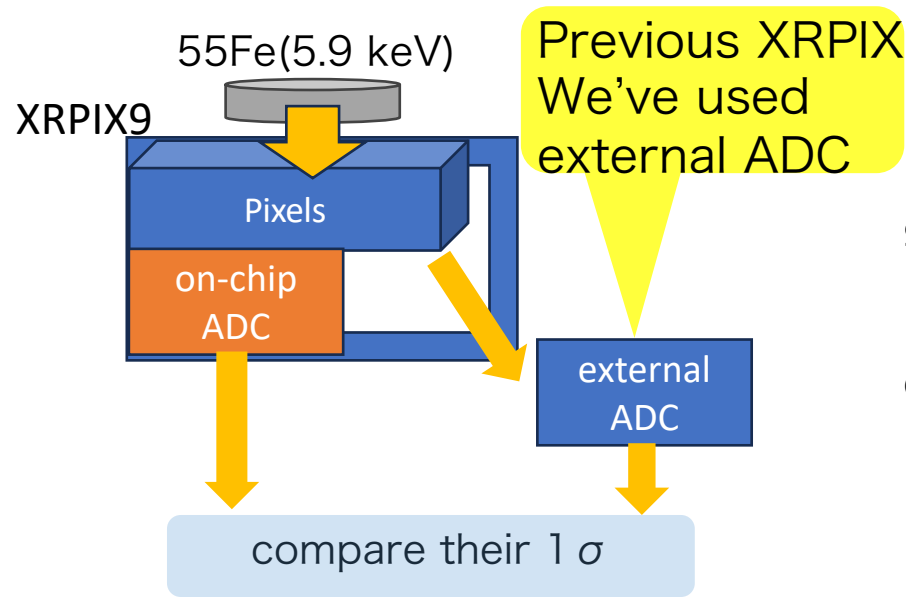 55Fe(5.9 keV)
XRPIX9
Previous XRPIX
We've used
external ADC
Pixels
on-chip
ADC
external
ADC
compare their 1σ